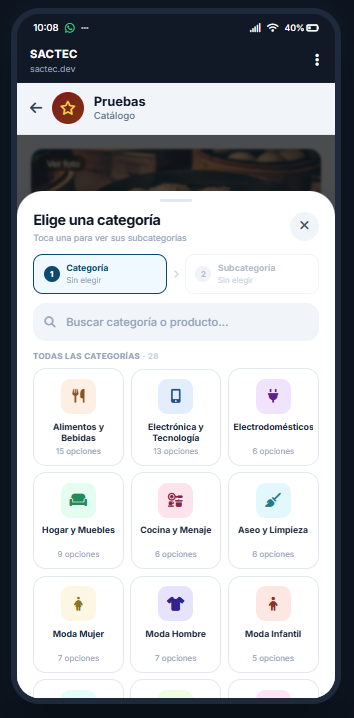 10:08
40%
SACTEC
sactec.dev
Pruebas
Catálogo
Ver foto
Elige una categoría
Toca una para ver sus subcategorías
1 Categoría
Sin elegir
2 Subcategoría
Sin elegir
Buscar categoría o producto...
TODAS LAS CATEGORÍAS · 28
Alimentos y
Bebidas
15 opciones
Electrónica y
Tecnología
13 opciones
Electrodomésticos
6 opciones
Hogar y Muebles
9 opciones
Cocina y Menaje
6 opciones
Aseo y Limpieza
6 opciones
Moda Mujer
7 opciones
Moda Hombre
7 opciones
Moda Infantil
5 opciones